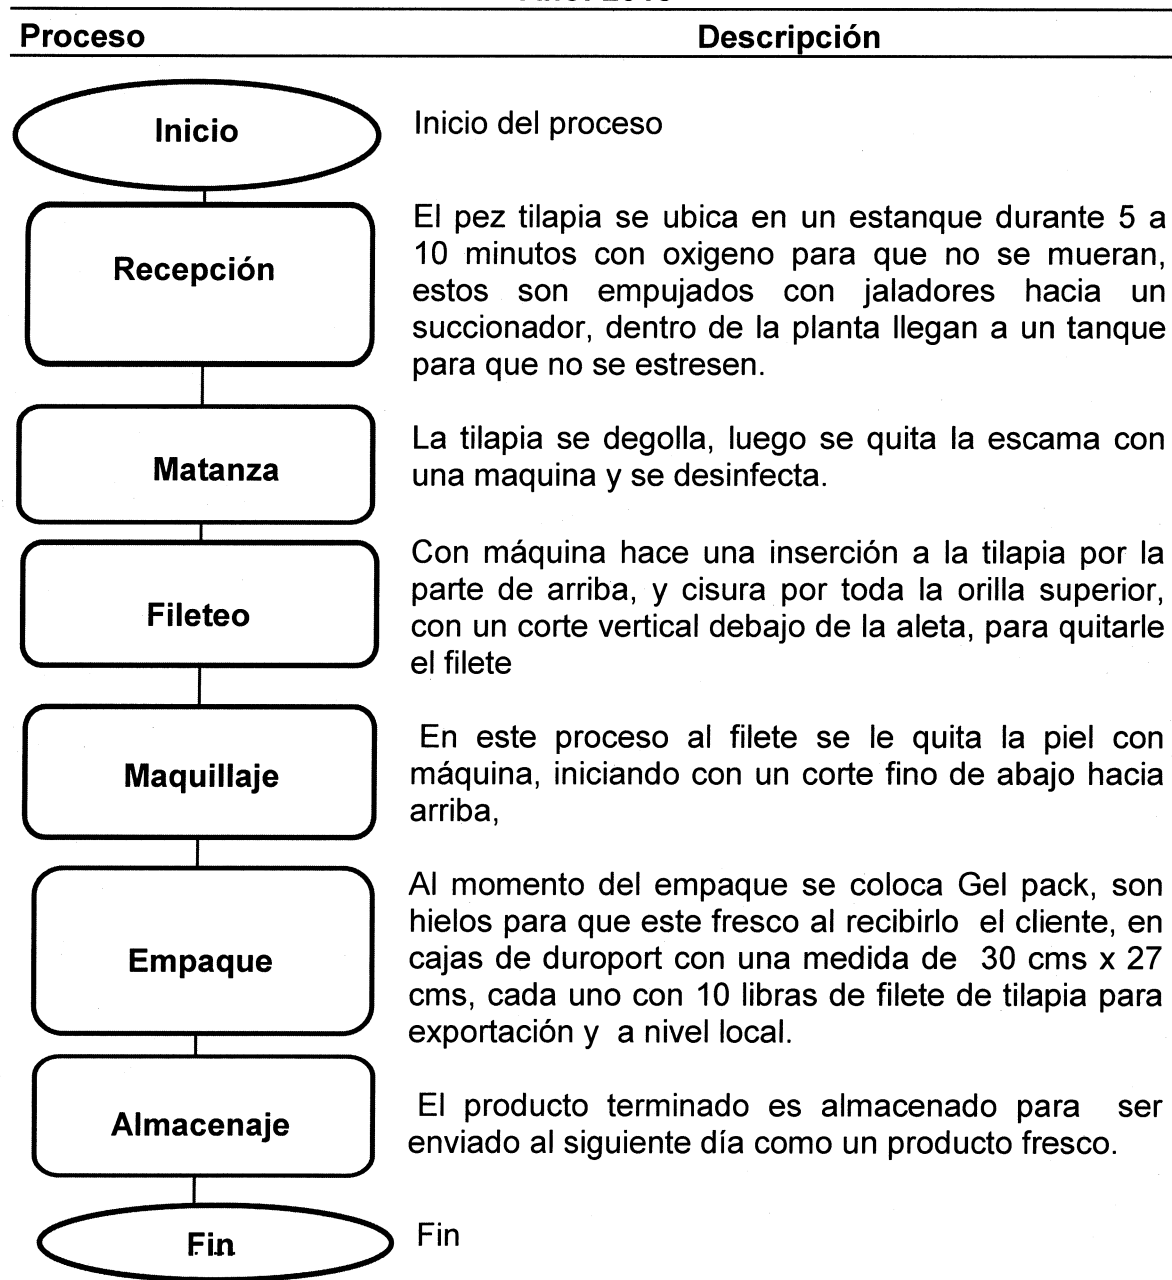 Proceso Descripción
Inicio Inicio del proceso
Recepción
El pez tilapia se ubica en un estanque durante 5 a
10 minutos con oxigeno para que no se mueran,
estos son empujados con jaladores hacia un
succionador, dentro de la planta llegan a un tanque
para que no se estresen.
Matanza
La tilapia se degolla, luego se quita la escama con
una maquina y se desinfecta.
Fileteo
Con máquina hace una inserción a la tilapia por la
parte de arriba, y cisura por toda la orilla superior,
con un corte vertical debajo de la aleta, para quitarle
el filete
Maquillaje
En este proceso al filete se le quita la piel con
máquina, iniciando con un corte fino de abajo hacia
arriba,
Empaque
Al momento del empaque se coloca Gel pack, son
hielos para que este fresco al recibirlo el cliente, en
cajas de duroport con una medida de 30 cms x 27
cms, cada uno con 10 libras de filete de tilapia para
exportación y a nivel local.
Almacenaje
El producto terminado es almacenado para ser
enviado al siguiente día como un producto fresco.
Fin Fin